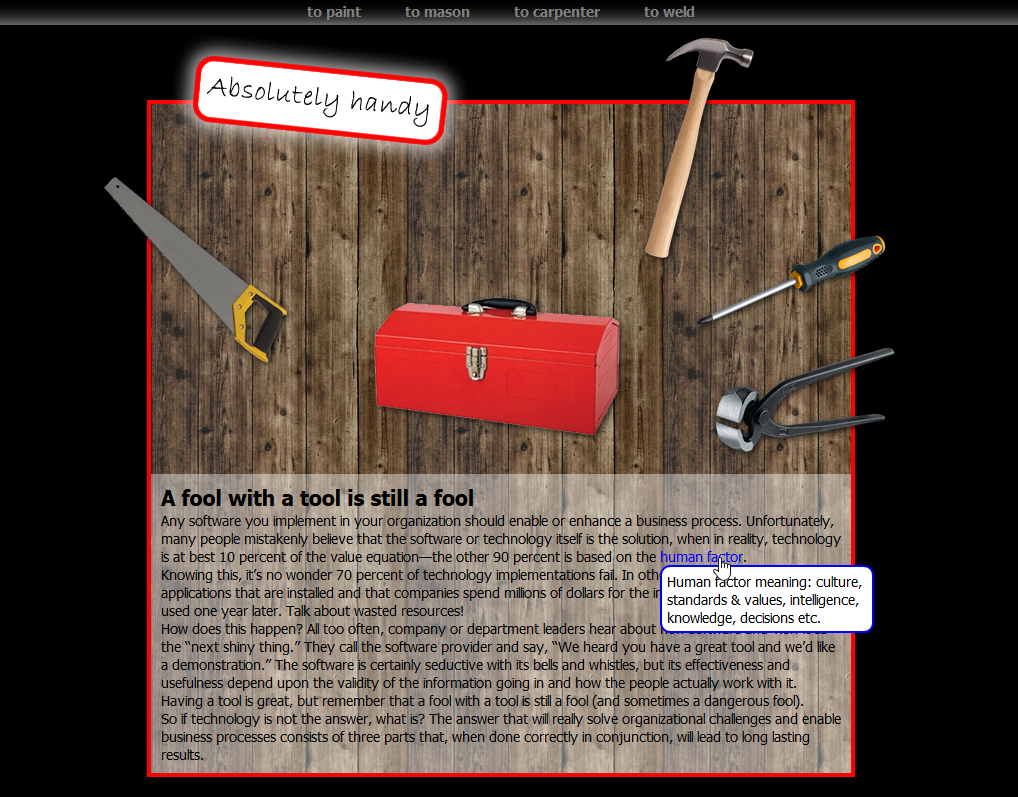 to paint to mason to carpenter to weld
Absolutely handy
A fool with a tool is still a fool
Any software you implement in your organization should enable or enhance a business process. Unfortunately,
many people mistakenly believe that the software or technology itself is the solution, when in reality, technology
is at best 10 percent of the value equation—the other 90 percent is based on the human factor.
Knowing this, it's no wonder 70 percent of technology implementations fail. In
applications that are installed and that companies spend millions of dollars for the
used one year later. Talk about wasted resources!
How does this happen? All too often, company or department leaders hear about
the “next shiny thing.” They call the software provider and say, “We heard you have a great tool and we'd like
a demonstration.” The software is certainly seductive with its bells and whistles, but its effectiveness and
usefulness depend upon the validity of the information going in and how the people actually work with it.
Having a tool is great, but remember that a fool with a tool is still a fool (and sometimes a dangerous fool).
So if technology is not the answer, what is? The answer that will really solve organizational challenges and enable
business processes consists of three parts that, when done correctly in conjunction, will lead to long lasting
results.
Human factor meaning: culture,
standards & values, intelligence,
knowledge, decisions etc.